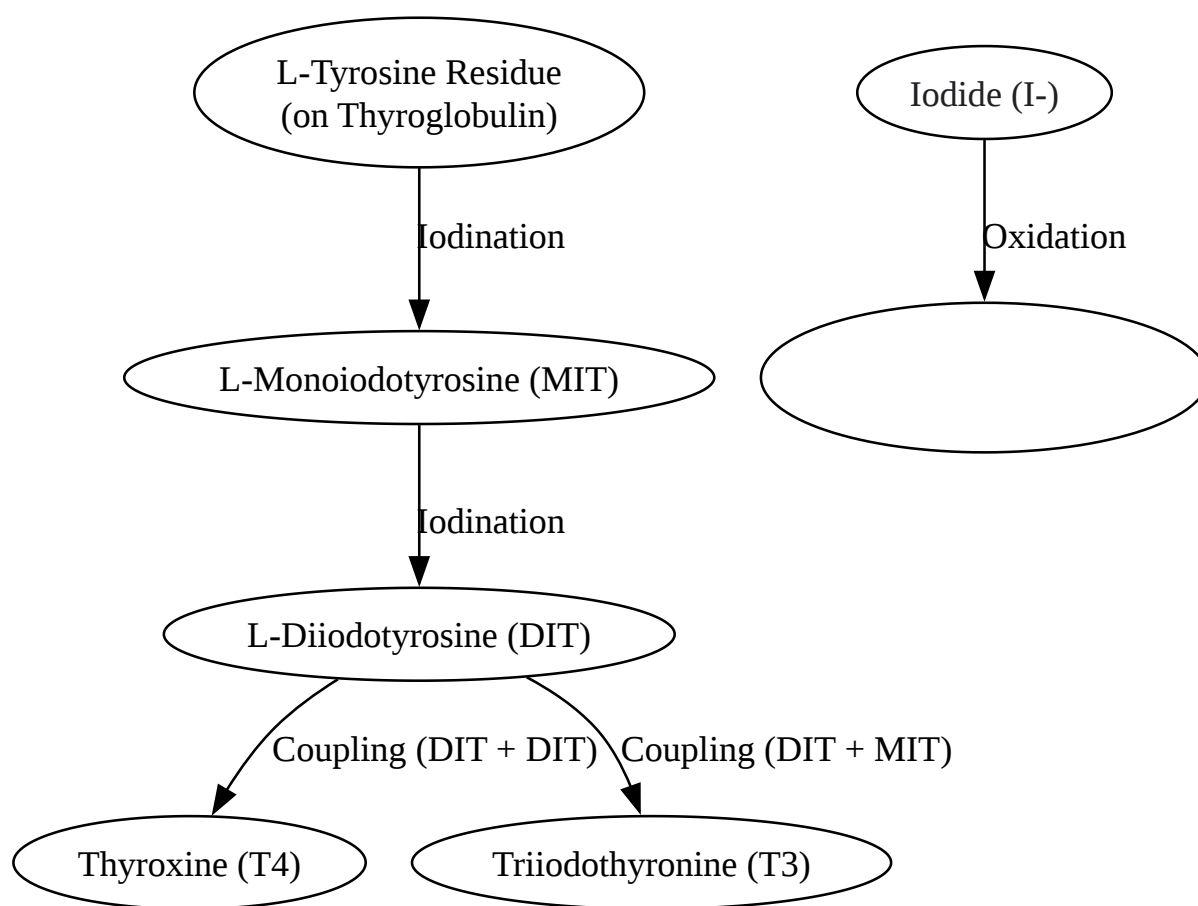 L-Tyrosine Residue
(on Thyroglobulin)
Iodide (I-)
Iodination
Oxidation
L-Monoiodotyrosine (MIT)
Iodination
L-Diiodotyrosine (DIT)
Coupling (DIT + DIT)
Coupling (DIT + MIT)
Thyroxine (T4)
Triiodothyronine (T3)